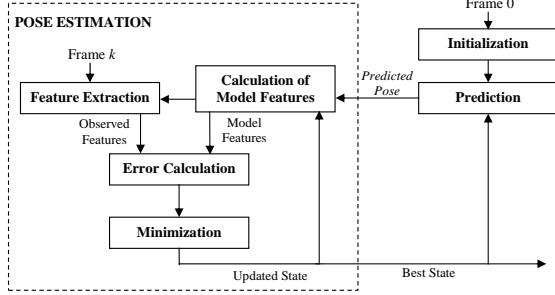 Frame 0
POSE ESTIMATION
Frame k
Initialization
Calculation of
Model Features
Predicted
Pose
Feature Extraction
Prediction
Observed
Features
Model
Features
Error Calculation
Minimization
Updated State
Best State